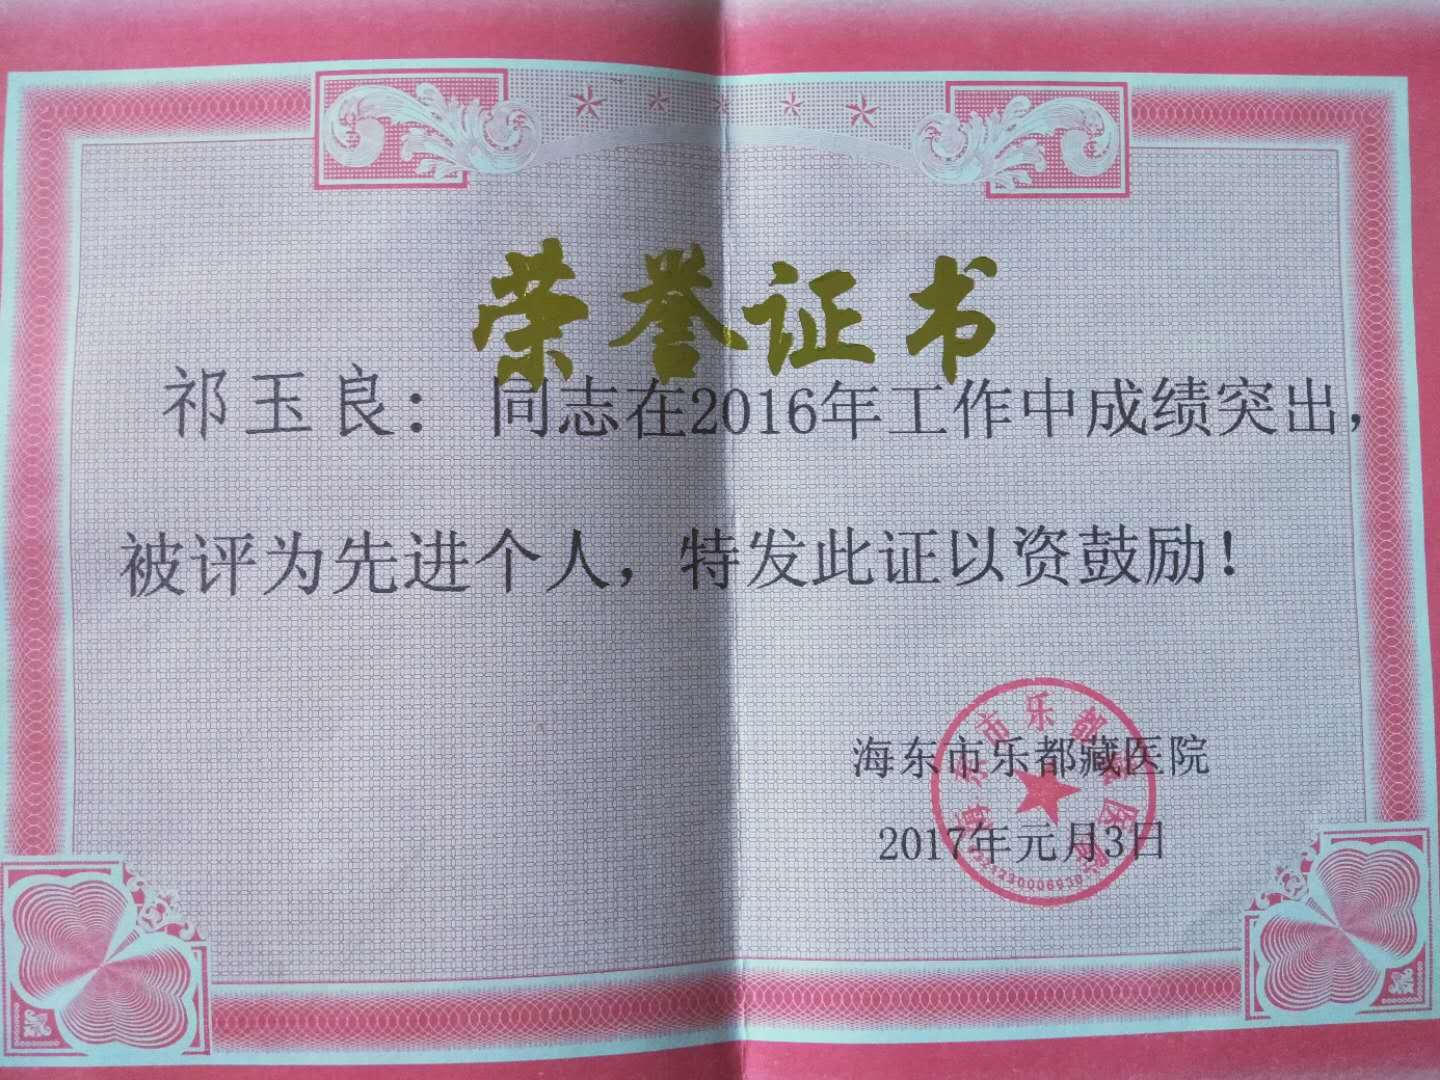 荣誉证书
祁玉良：同志在2016年工作中成绩突出，
被评为先进个人，特发此证以资鼓励！
海东市乐都藏医院
2017年元月3日